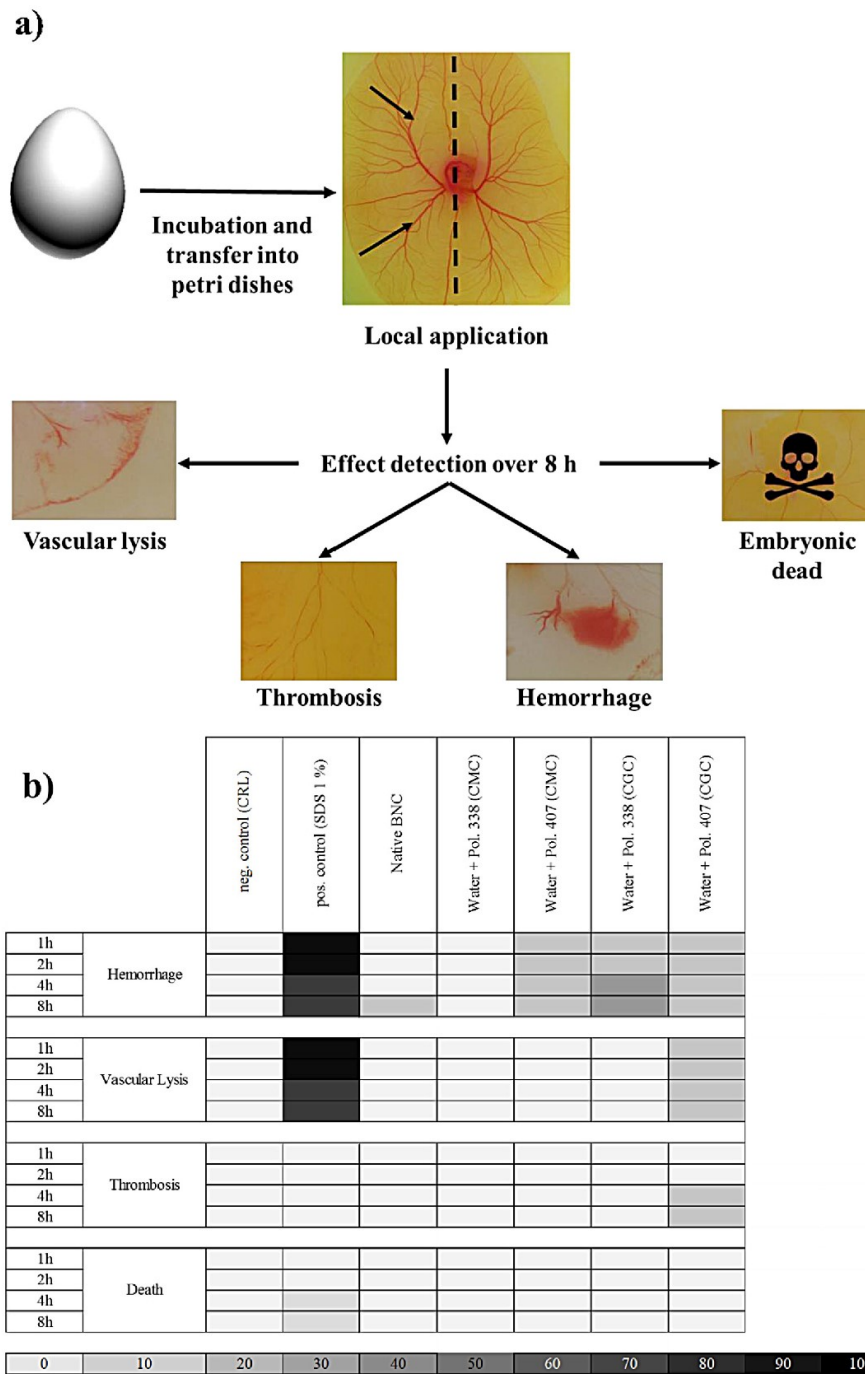 a)
Incubation and
transfer into
petri dishes
Local application
Effect detection over 8 h
Vascular lysis
Embryonic
dead
Thrombosis
Hemorrhage
b)
neg. control (CRL)
pos. control (SDS 1 %)
Native BNC
Water + Pol. 338 (CMC)
Water + Pol. 407 (CMC)
Water + Pol. 338 (CGC)
Water + Pol. 407 (CGC)
1h
2h
Hemorrhage
4h
8h
1h
2h
Vascular Lysis
4h
8h
1h
2h
Thrombosis
4h
8h
1h
2h
Death
4h
8h
0 10 20 30 40 50 60 70 80 90 10